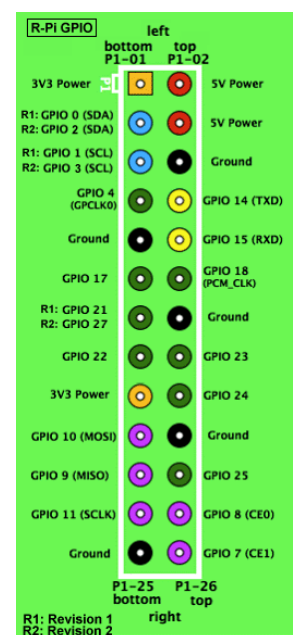 R-Pi GPIO
left
bottom top
P1-01 P1-02
3V3 Power P1 5V Power
R1: GPIO 0 (SDA)
R2: GPIO 2 (SDA)
5V Power
R1: GPIO 1 (SCL)
R2: GPIO 3 (SCL)
Ground
GPIO 4
(GPCLK0)
GPIO 14 (TXD)
Ground GPIO 15 (RXD)
GPIO 17
GPIO 18
(PCM_CLK)
R1: GPIO 21
R2: GPIO 27
Ground
GPIO 22 GPIO 23
3V3 Power GPIO 24
GPIO 10 (MOSI) Ground
GPIO 9 (MISO) GPIO 25
GPIO 11 (SCLK) GPIO 8 (CE0)
Ground GPIO 7 (CE1)
P1-25 P1-26
bottom top
right
R1: Revision 1
R2: Revision 2